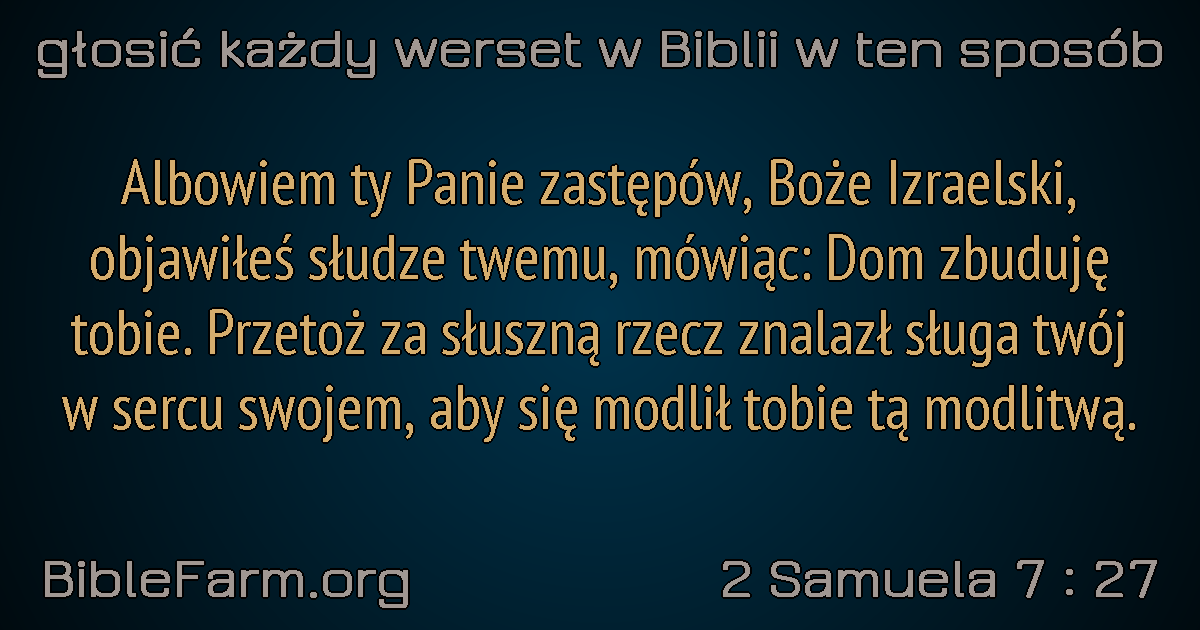 głosić każdy werset w Biblii w ten sposób
Albowiem ty Panie zastępów, Boże Izraelski,
objawiłeś słudze twemu, mówiąc: Dom zbuduję
tobie. Przetoż za słuszną rzecz znalazł sługa twój
w sercu swojem, aby się modlił tobie tą modlitwą.
BibleFarm.org
2 Samuela 7 : 27